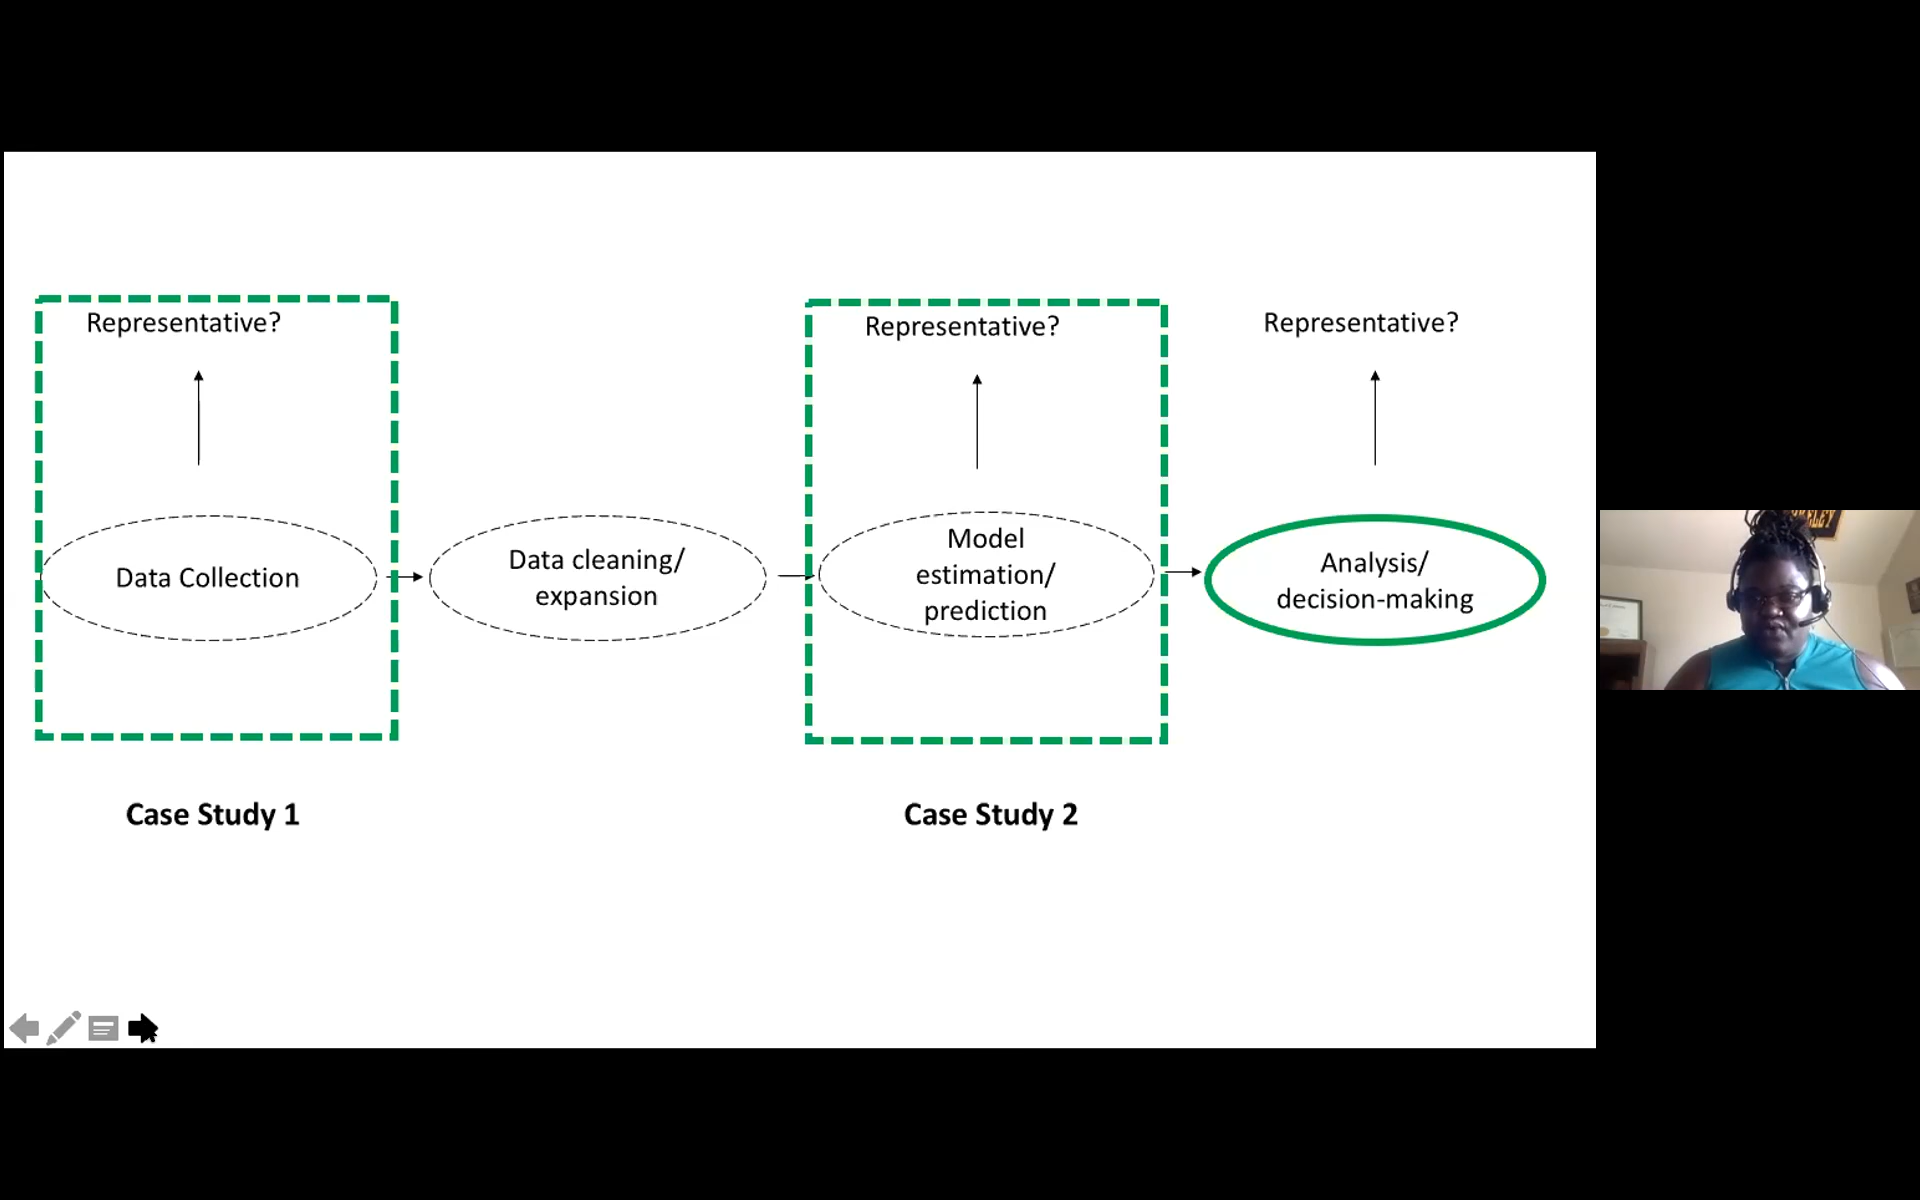 Representative?
Representative?
Representative?
Data Collection
Data cleaning/
expansion
Model
estimation/
prediction
Analysis/
decision-making
Case Study 1
Case Study 2